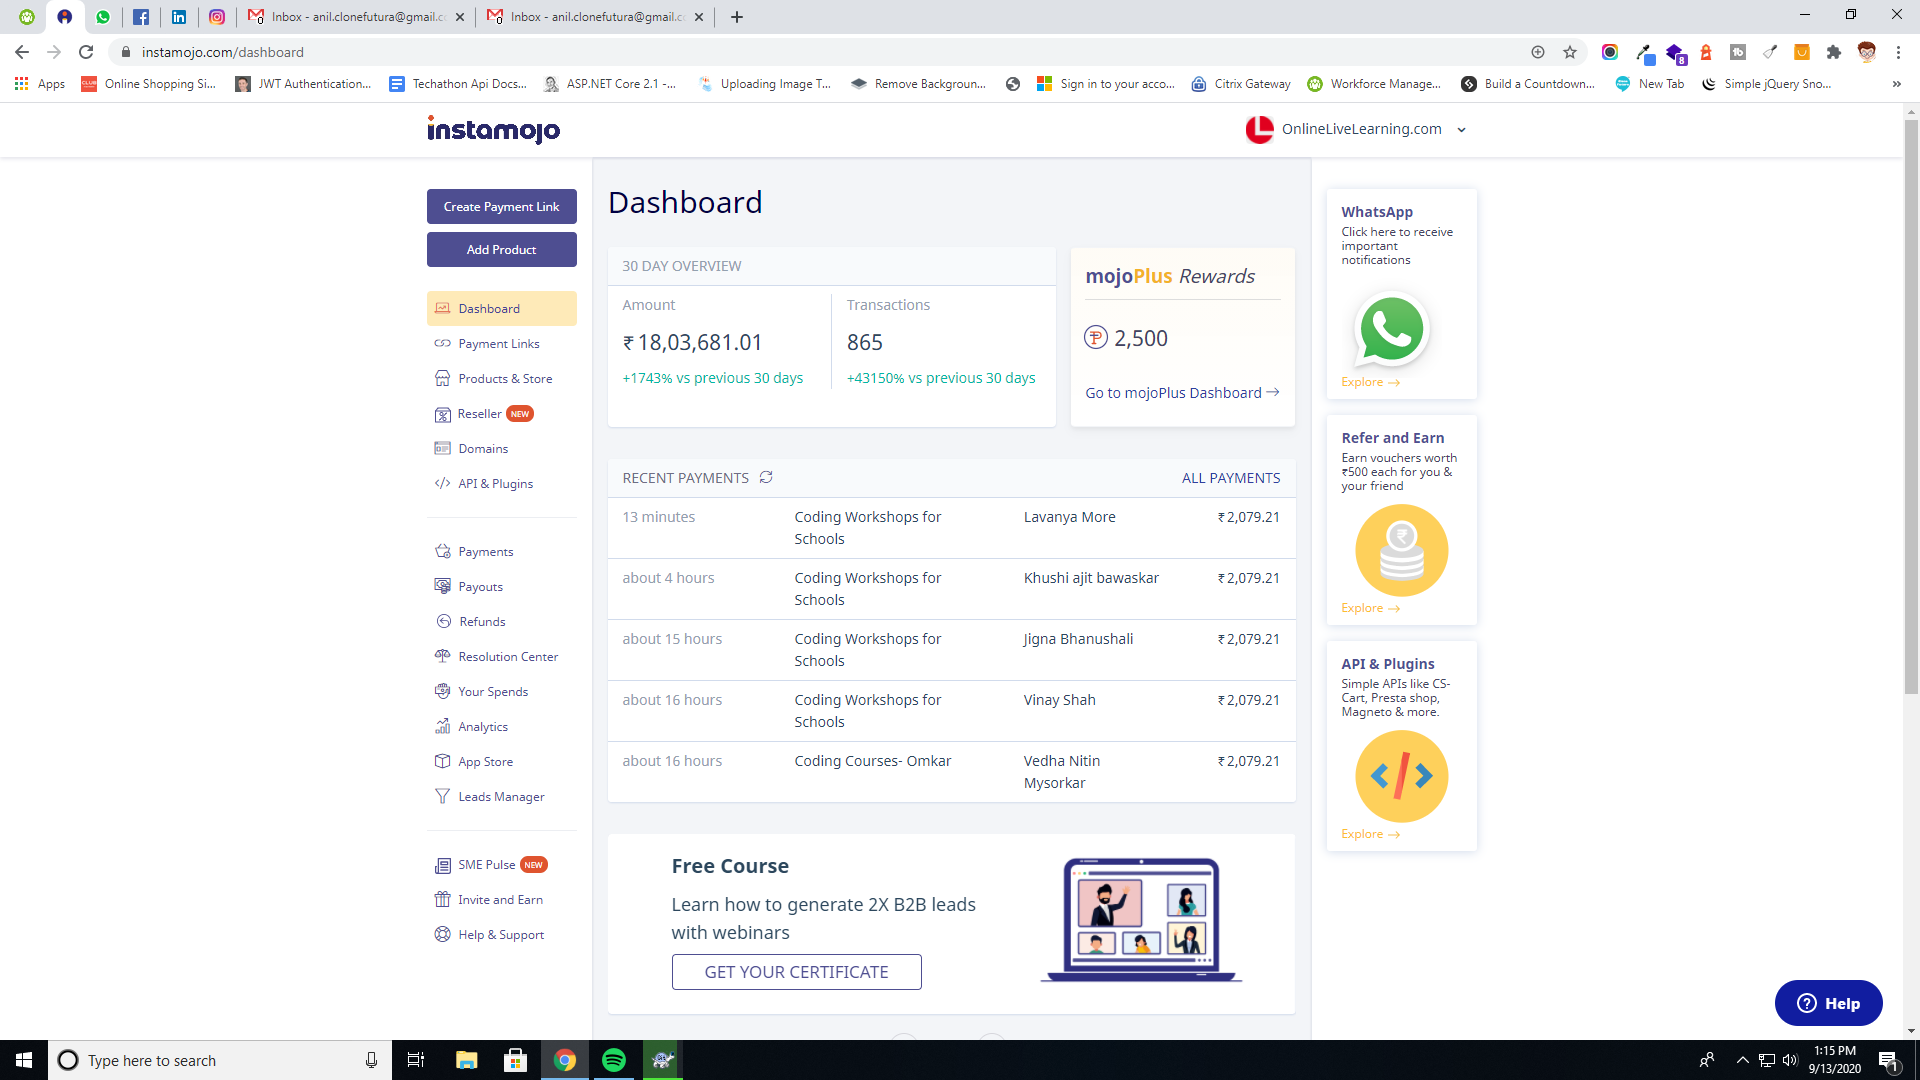 Inbox - anil.clonefutura@gmail.c
Inbox - anil.clonefutura@gmail.c
instamojo.com/dashboard
8
Apps
Online Shopping Si...
JWT Authentication...
Techathon Api Docs...
ASP.NET Core 2.1 -...
Uploading Image T...
Remove Backgroun...
Sign in to your acco...
Citrix Gateway
Workforce Manage...
Build a Countdown...
New Tab
Simple jQuery Sno...
instamojo
OnlineLiveLearning.com
Create Payment Link
Add Product
Dashboard
Payment Links
Products & Store
Reseller NEW
Domains
API & Plugins
Payments
Payouts
Refunds
Resolution Center
Your Spends
Analytics
App Store
Leads Manager
SME Pulse NEW
Invite and Earn
Help & Support
Dashboard
30 DAY OVERVIEW
Amount
₹ 18,03,681.01
+1743% vs previous 30 days
Transactions
865
+43150% vs previous 30 days
mojoPlus Rewards
2,500
Go to mojoPlus Dashboard →
RECENT PAYMENTS
ALL PAYMENTS
13 minutes
Coding Workshops for
Schools
Lavanya More
₹ 2,079.21
about 4 hours
Coding Workshops for
Schools
Khushi ajit bawaskar
₹ 2,079.21
about 15 hours
Coding Workshops for
Schools
Jigna Bhanushali
₹ 2,079.21
about 16 hours
Coding Workshops for
Schools
Vinay Shah
₹ 2,079.21
about 16 hours
Coding Courses- Omkar
Vedha Nitin
Mysorkar
₹ 2,079.21
Free Course
Learn how to generate 2X B2B leads
with webinars
GET YOUR CERTIFICATE
WhatsApp
Click here to receive
important
notifications
Explore →
Refer and Earn
Earn vouchers worth
₹500 each for you &
your friend
Explore →
API & Plugins
Simple APIs like CS-
Cart, Presta shop,
Magneto & more.
Explore →
Help
Type here to search
1:15 PM
9/13/2020
1